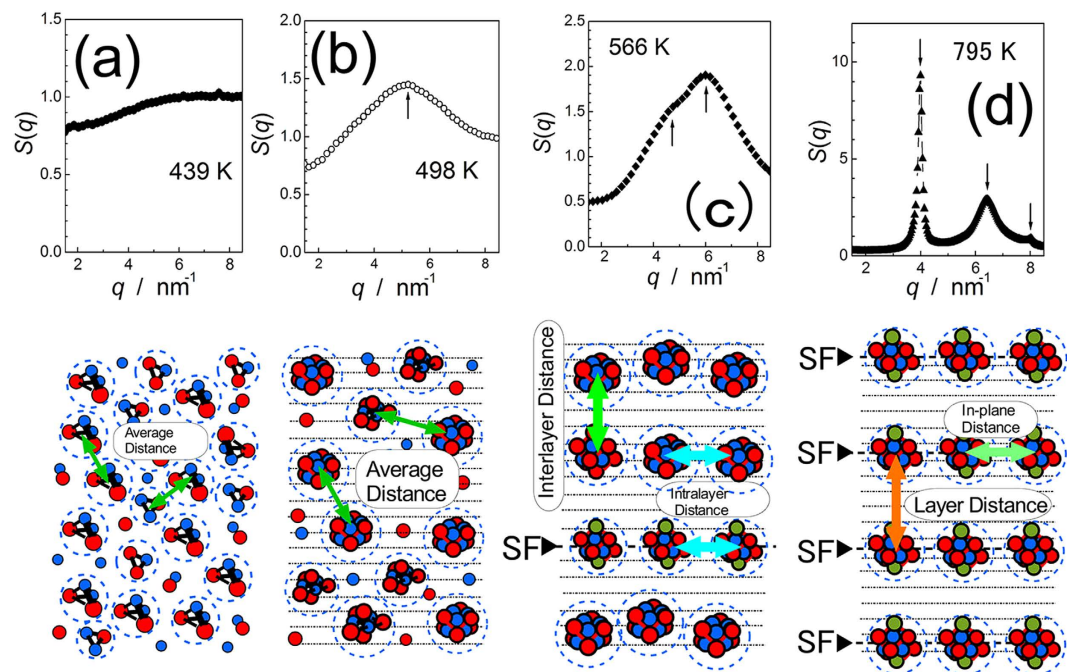 (a)
1.5
1.0
0.5
0.0
S(q)
439 K
2 4 6 8
q / nm-1
(b)
2.0
1.5
1.0
0.5
0.0
S(q)
498 K
2 4 6 8
q / nm-1
566 K
2.5
2.0
1.5
1.0
0.5
0.0
S(q)
(c)
2 4 6 8
q / nm-1
795 K
(d)
10
5
0
S(q)
2 4 6 8
q / nm-1
Average
Distance
Average
Distance
Interlayer Distance
Intralayer
Distance
SF
SF
SF
In-plane
Distance
Layer Distance
SF
SF